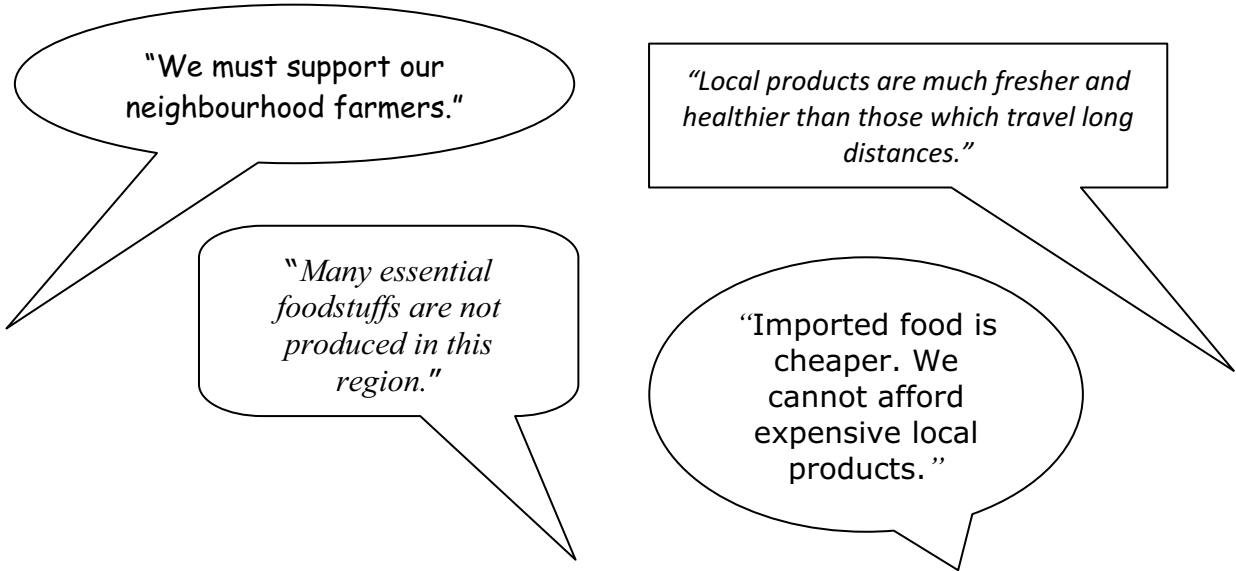 “We must support our
neighbourhood farmers.”
“Local products are much fresher and
healthier than those which travel long
distances.”
“Many essential
foodstuffs are not
produced in this
region.”
“Imported food is
cheaper. We
cannot afford
expensive local
products.”